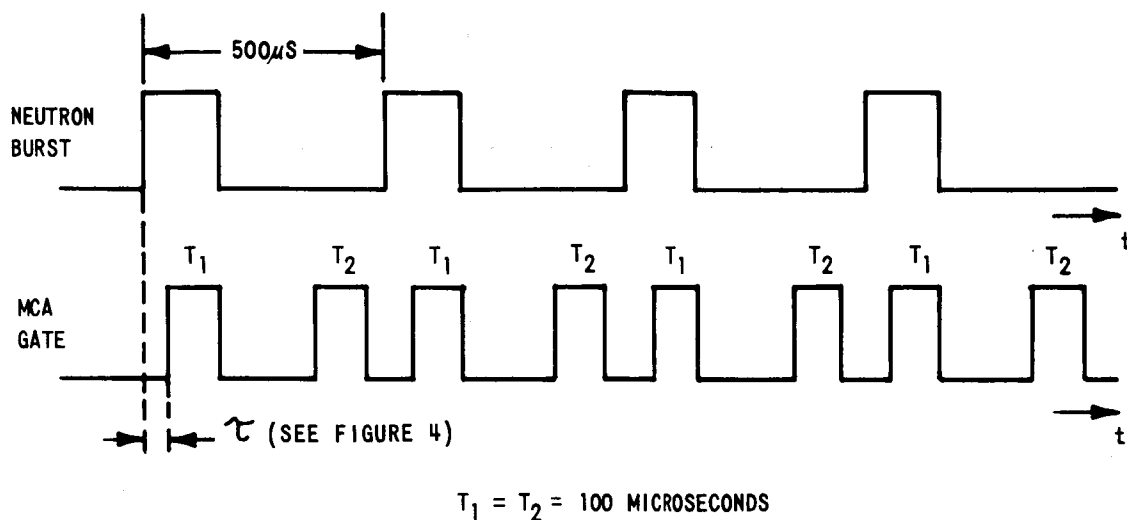 500μS
NEUTRON
BURST
t
T₁ T₂ T₁ T₂ T₁ T₂ T₁ T₂
MCA
GATE
t
τ (SEE FIGURE 4)
T₁ = T₂ = 100 MICROSECONDS